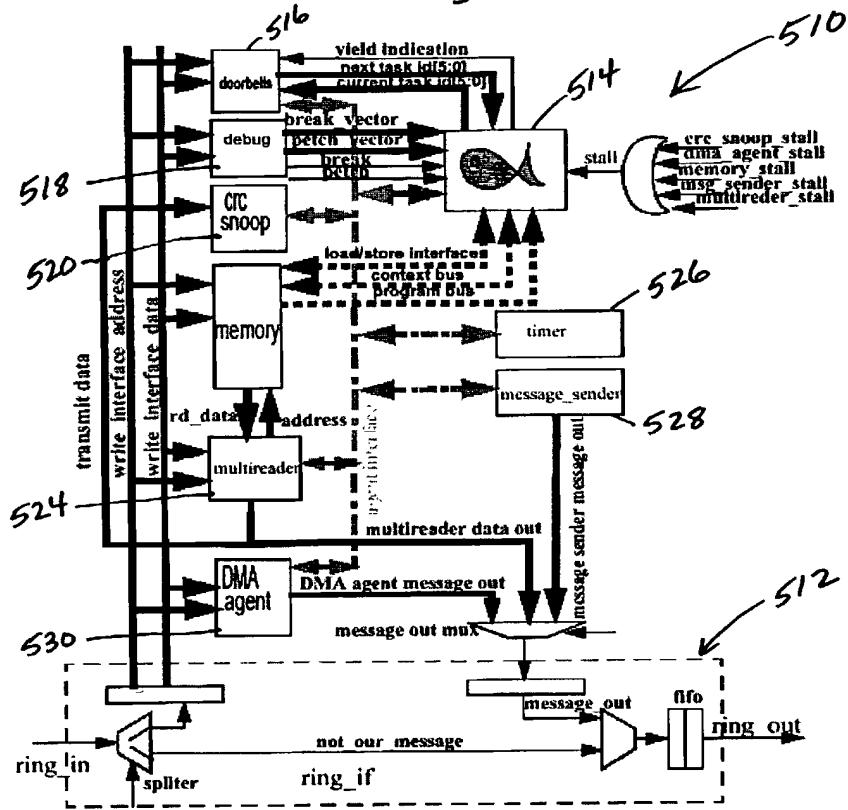 516
510
yield indication
next task id[5:0]
current task id[5:0]
514
doorbells
break_vector
petch_vector
break
petch
debug
518
stall
crc_snoop_stall
dma_agent_stall
memory_stall
msg_sender_stall
multireder_stall
crc
snoop
520
load/store interfaces
context bus
program bus
526
memory
timer
transmit data
write interface address
write interface data
message_sender
528
rd_data
address
multireader
524
message sender message out
multireader data out
DMA
agent
DMA agent message out
530
message out mux
512
message_out
fifo
ring_in
not_our_message
ring_out
spliter
ring_if